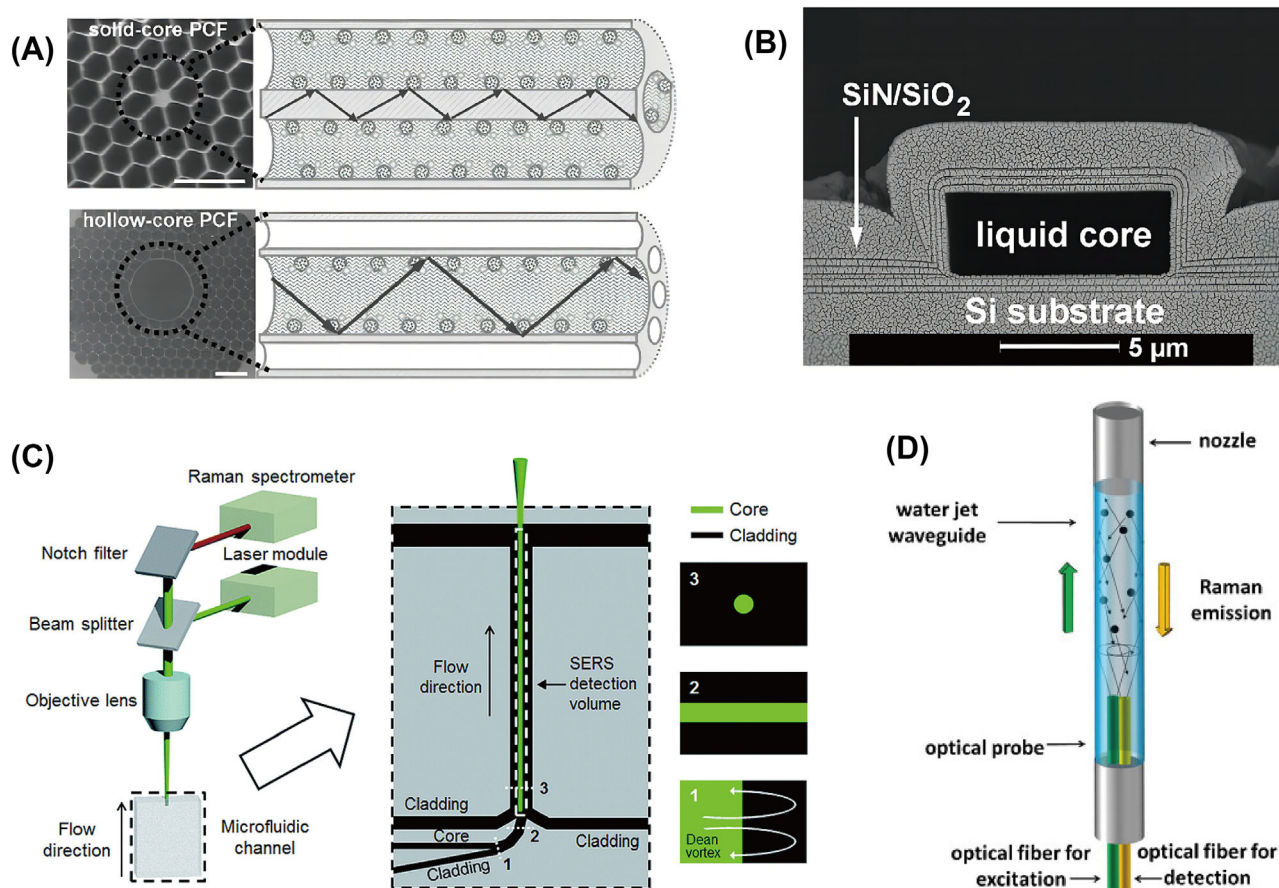 (A)
solid-core PCF
hollow-core PCF
(B)
SiN/SiO₂
liquid core
Si substrate
5 µm
(C)
Raman spectrometer
Notch filter
Laser module
Beam splitter
Objective lens
Flow
direction
Microfluidic
channel
Flow
direction
SERS
detection
volume
3
Cladding
Core
2
Cladding
1
Cladding
Core
Cladding
3
2
1
Dean
vortex
(D)
nozzle
water jet
waveguide
Raman
emission
optical probe
optical fiber for
excitation
optical fiber for
detection